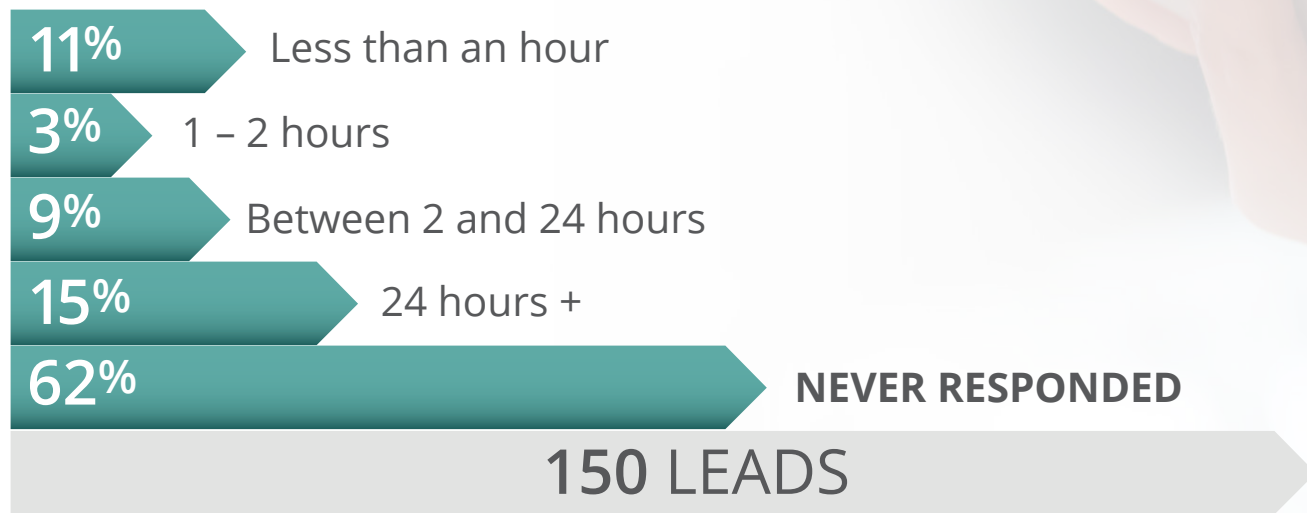 11% Less than an hour
3% 1 – 2 hours
9% Between 2 and 24 hours
15% 24 hours +
62% NEVER RESPONDED
150 LEADS